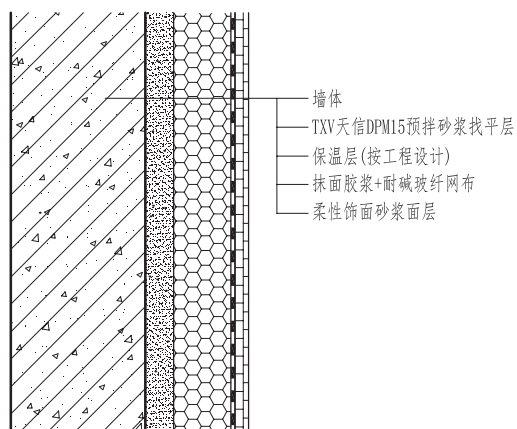 墙体
TXV天信DPM15预拌砂浆找平层
保温层(按工程设计)
抹面胶浆+耐碱玻纤网布
柔性饰面砂浆面层